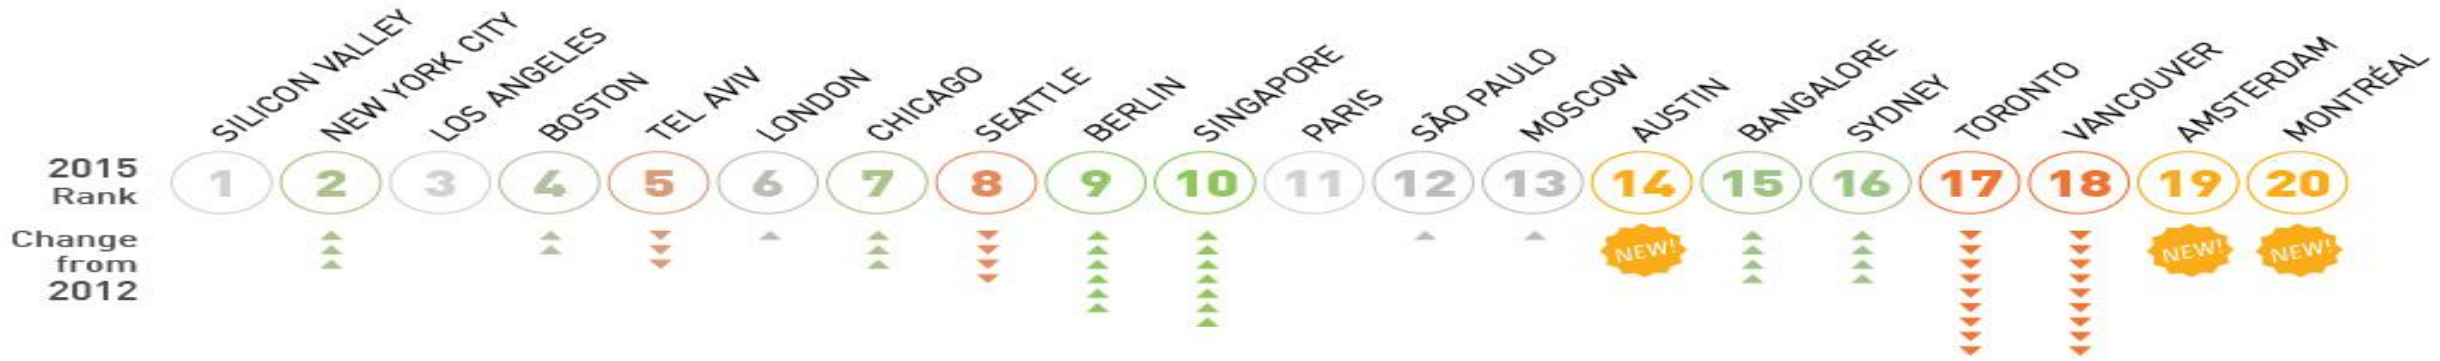 SILICON VALLEY
NEW YORK CITY
LOS ANGELES
BOSTON
TEL AVIV
LONDON
CHICAGO
SEATTLE
BERLIN
SINGAPORE
PARIS
SÃO PAULO
MOSCOW
AUSTIN
BANGALORE
SYDNEY
TORONTO
VANCOUVER
AMSTERDAM
MONTRÉAL
2015
Rank
1 2 3 4 5 6 7 8 9 10 11 12 13 14 15 16 17 18 19 20
Change
from
2012
NEW! NEW! NEW!